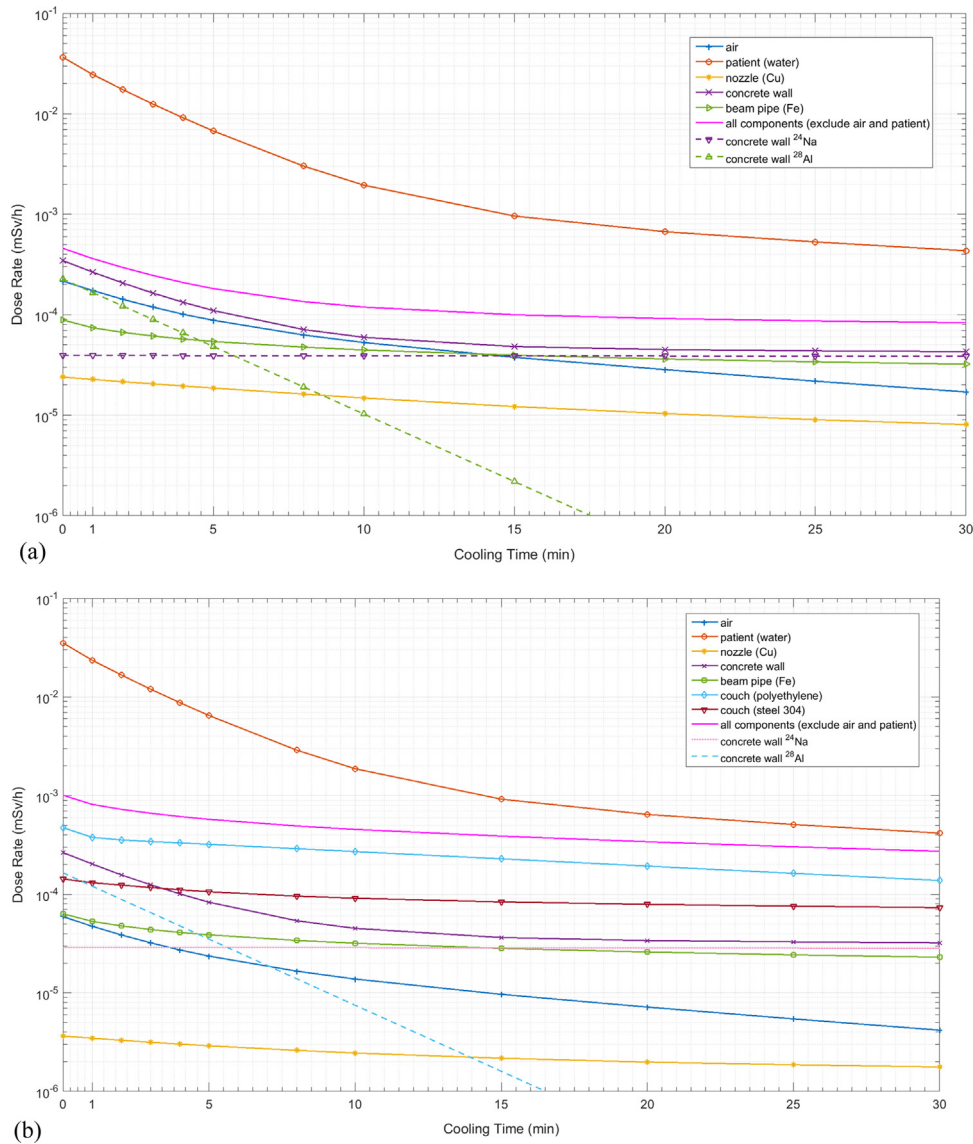 10^-1
10^-2
10^-3
10^-4
10^-5
10^-6
Dose Rate (mSv/h)
air
patient (water)
nozzle (Cu)
concrete wall
beam pipe (Fe)
all components (exclude air and patient)
concrete wall ^24Na
concrete wall ^28Al
0 1 5 10 15 20 25 30
Cooling Time (min)
(a)
10^-1
10^-2
10^-3
10^-4
10^-5
10^-6
Dose Rate (mSv/h)
air
patient (water)
nozzle (Cu)
concrete wall
beam pipe (Fe)
couch (polyethylene)
couch (steel 304)
all components (exclude air and patient)
concrete wall ^24Na
concrete wall ^28Al
0 1 5 10 15 20 25 30
Cooling Time (min)
(b)